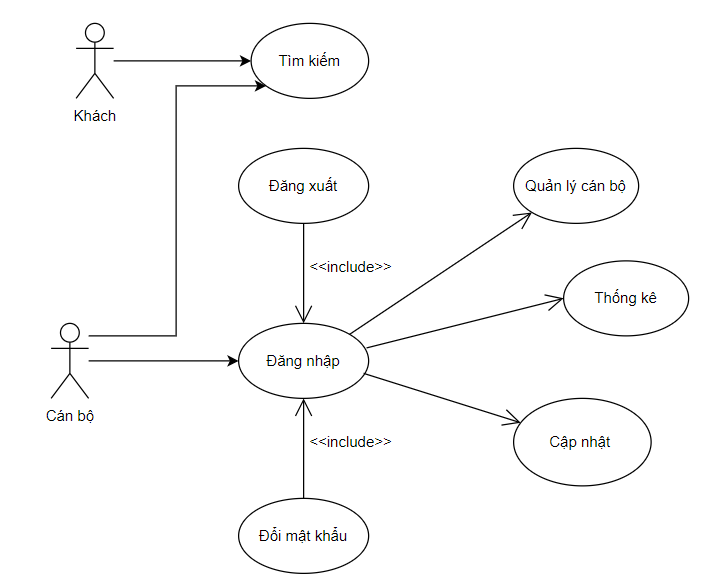 Tìm kiếm
Khách
Đăng xuất
Quản lý cán bộ
<<include>>
Thống kê
Đăng nhập
Cán bộ
<<include>>
Cập nhật
Đổi mật khẩu